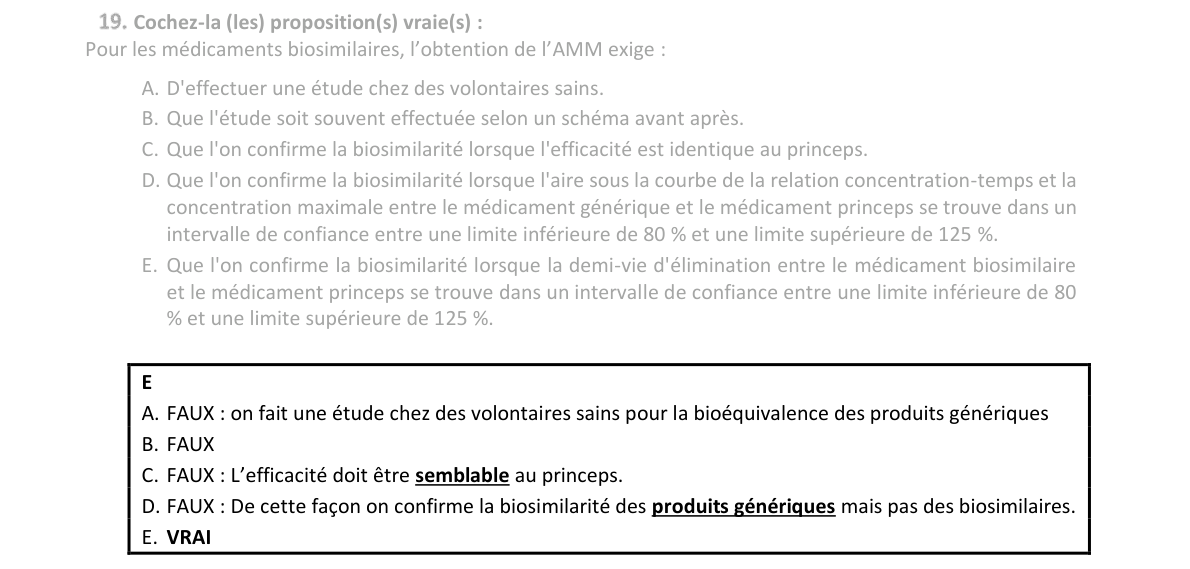 19. Cochez-la (les) proposition(s) vraie(s) :
Pour les médicaments biosimilaires, l’obtention de l’AMM exige :
A. D'effectuer une étude chez des volontaires sains.
B. Que l'étude soit souvent effectuée selon un schéma avant après.
C. Que l'on confirme la biosimilarité lorsque l'efficacité est identique au princeps.
D. Que l'on confirme la biosimilarité lorsque l'aire sous la courbe de la relation concentration-temps et la
concentration maximale entre le médicament générique et le médicament princeps se trouve dans un
intervalle de confiance entre une limite inférieure de 80 % et une limite supérieure de 125 %.
E. Que l'on confirme la biosimilarité lorsque la demi-vie d'élimination entre le médicament biosimilaire
et le médicament princeps se trouve dans un intervalle de confiance entre une limite inférieure de 80
% et une limite supérieure de 125 %.
E
A. FAUX : on fait une étude chez des volontaires sains pour la bioéquivalence des produits génériques
B. FAUX
C. FAUX : L’efficacité doit être semblable au princeps.
D. FAUX : De cette façon on confirme la biosimilarité des produits génériques mais pas des biosimilaires.
E. VRAI